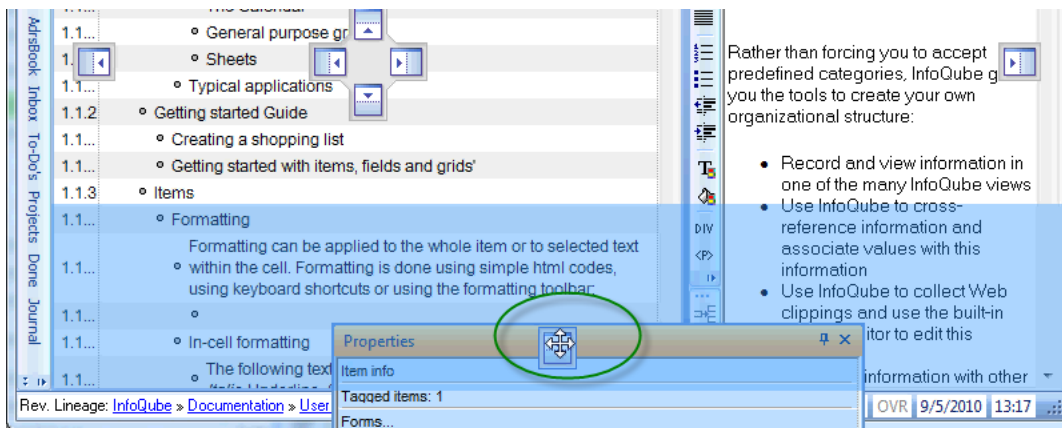 AdrsBook Inbox To-Do's Projects Done Journal
The Calendar
1.1... General purpose gr
1. Sheets
1.1... Typical applications
1.1.2 Getting started Guide
1.1... Creating a shopping list
1.1... Getting started with items, fields and grids'
1.1.3 Items
1.1... Formatting
Formatting can be applied to the whole item or to selected text
1.1... within the cell. Formatting is done using simple html codes,
using keyboard shortcuts or using the formatting toolbar:
1.1...
1.1... In-cell formatting
1.1... The following text
DIV
<P>
Rather than forcing you to accept
predefined categories, InfoQube g
you the tools to create your own
organizational structure:
Record and view information in
one of the many InfoQube views
Use InfoQube to cross-
reference information and
associate values with this
information
Use InfoQube to collect Web
clippings and use the built-in
itor to edit this
information with other
Properties
Item info
Tagged items: 1
Forms...
Rev. Lineage: InfoQube » Documentation » User
OVR 9/5/2010 13:17